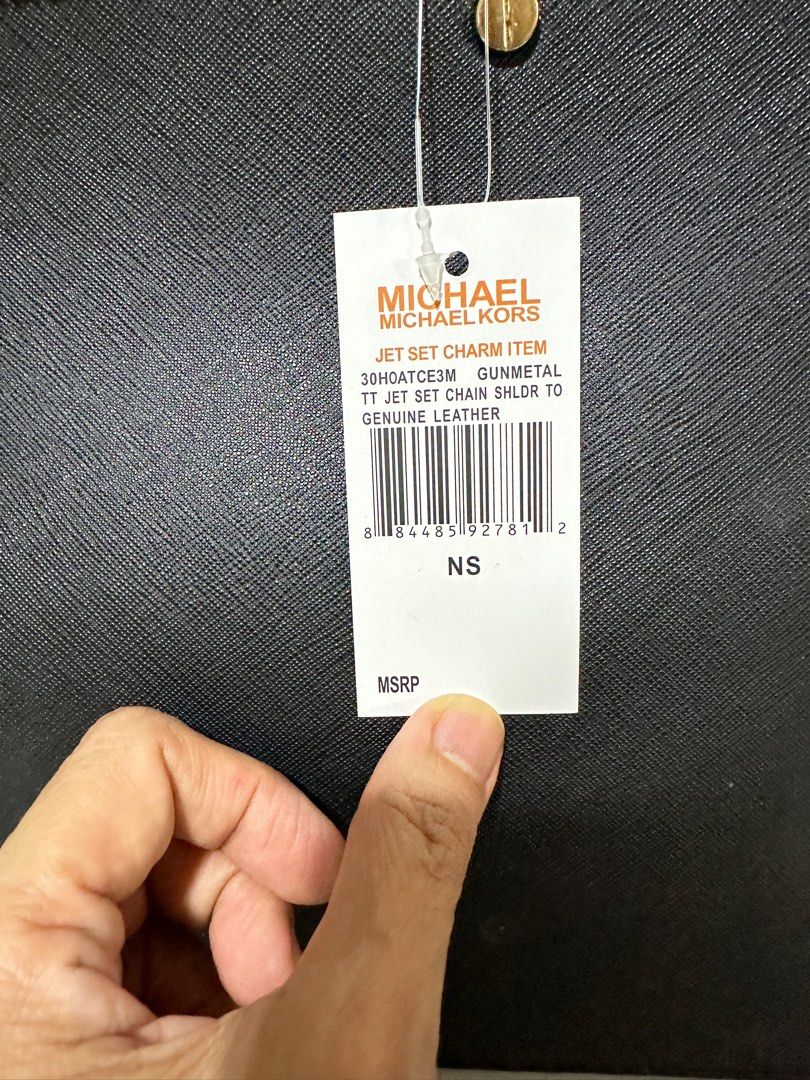 MICHAEL
MICHAEL KORS
JET SET CHARM ITEM
30H0ATCE3M GUNMETAL
TT JET SET CHAIN SHLDR TO
GENUINE LEATHER
8 84485 92781 2
NS
MSRP